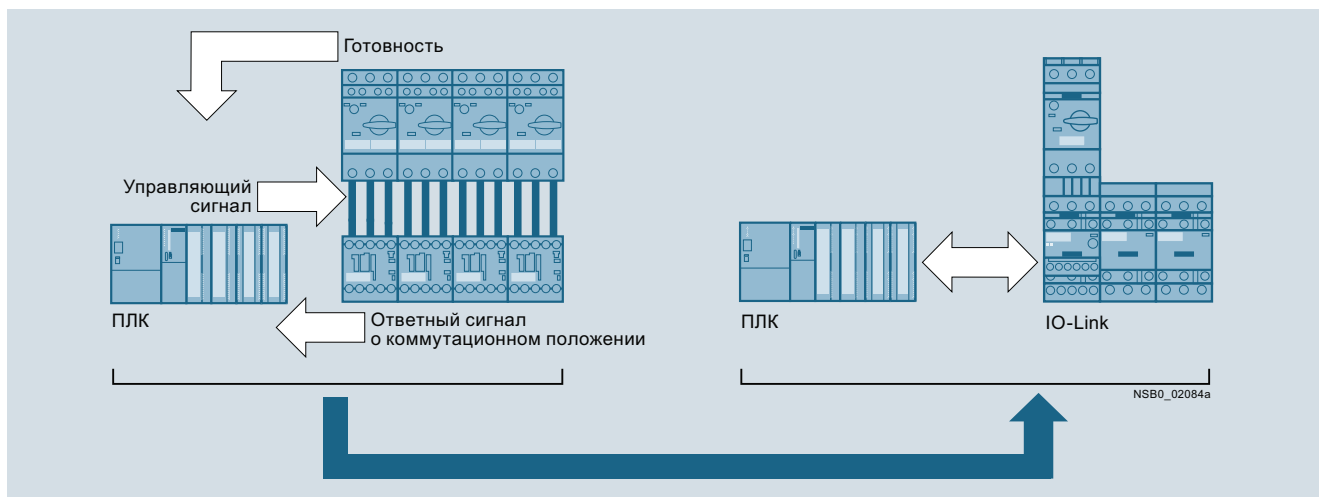 Готовность
Управляющий
сигнал
ПЛК
Ответный сигнал
о коммутационном положении
ПЛК
IO-Link
NSB0_02084a